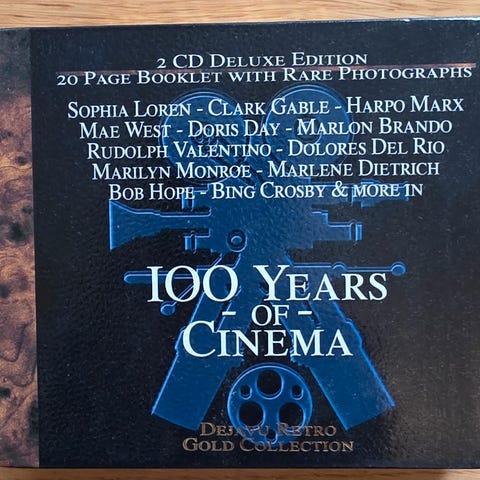 2 CD Deluxe Edition
20 Page Booklet with Rare Photographs
Sophia Loren - Clark Gable - Harpo Marx
Mae West - Doris Day - Marlon Brando
Rudolph Valentino - Dolores Del Rio
Marilyn Monroe - Marlene Dietrich
Bob Hope - Bing Crosby & more in
100 Years
- of -
Cinema
Dejavu Retro
Gold Collection